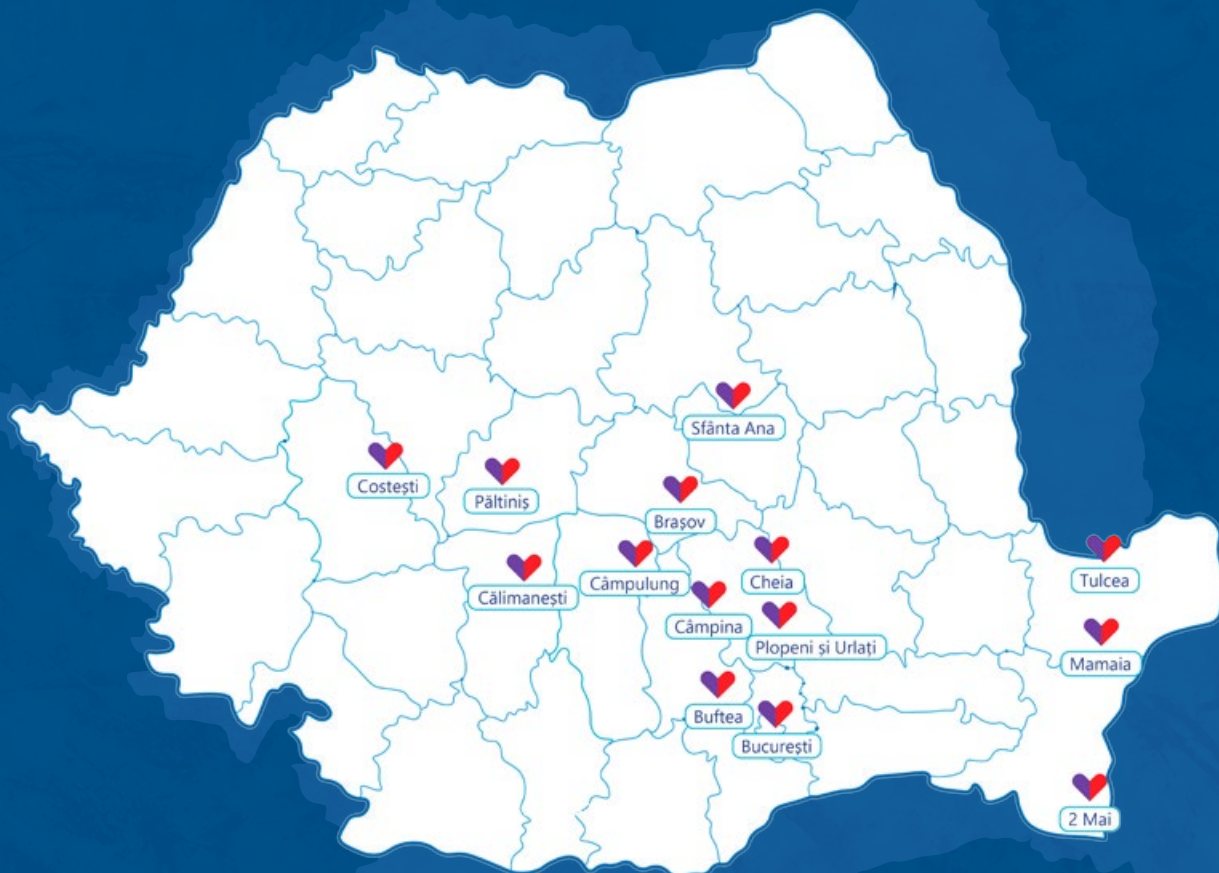 Sfânta Ana
Costești
Păltiniș
Brașov
Călimanești
Câmpulung
Cheia
Tulcea
Câmpina
Plopeni și Urlați
Mamaia
Buftea
București
2 Mai